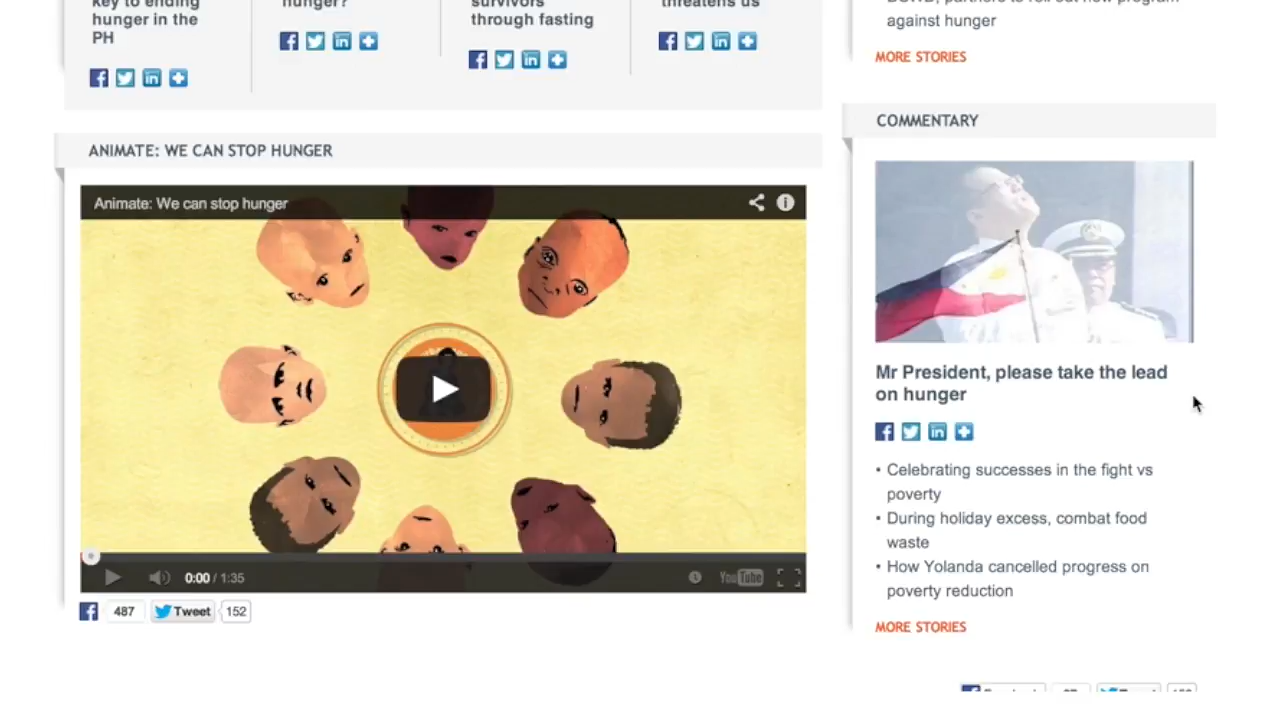 key to ending
hunger in the
PH
hunger?
survivors
through fasting
threatens us
against hunger
MORE STORIES
COMMENTARY
ANIMATE: WE CAN STOP HUNGER
Animate: We can stop hunger
Mr President, please take the lead
on hunger
• Celebrating successes in the fight vs
poverty
• During holiday excess, combat food
waste
• How Yolanda cancelled progress on
poverty reduction
MORE STORIES
0:00 / 1:35
YouTube
487
Tweet
152